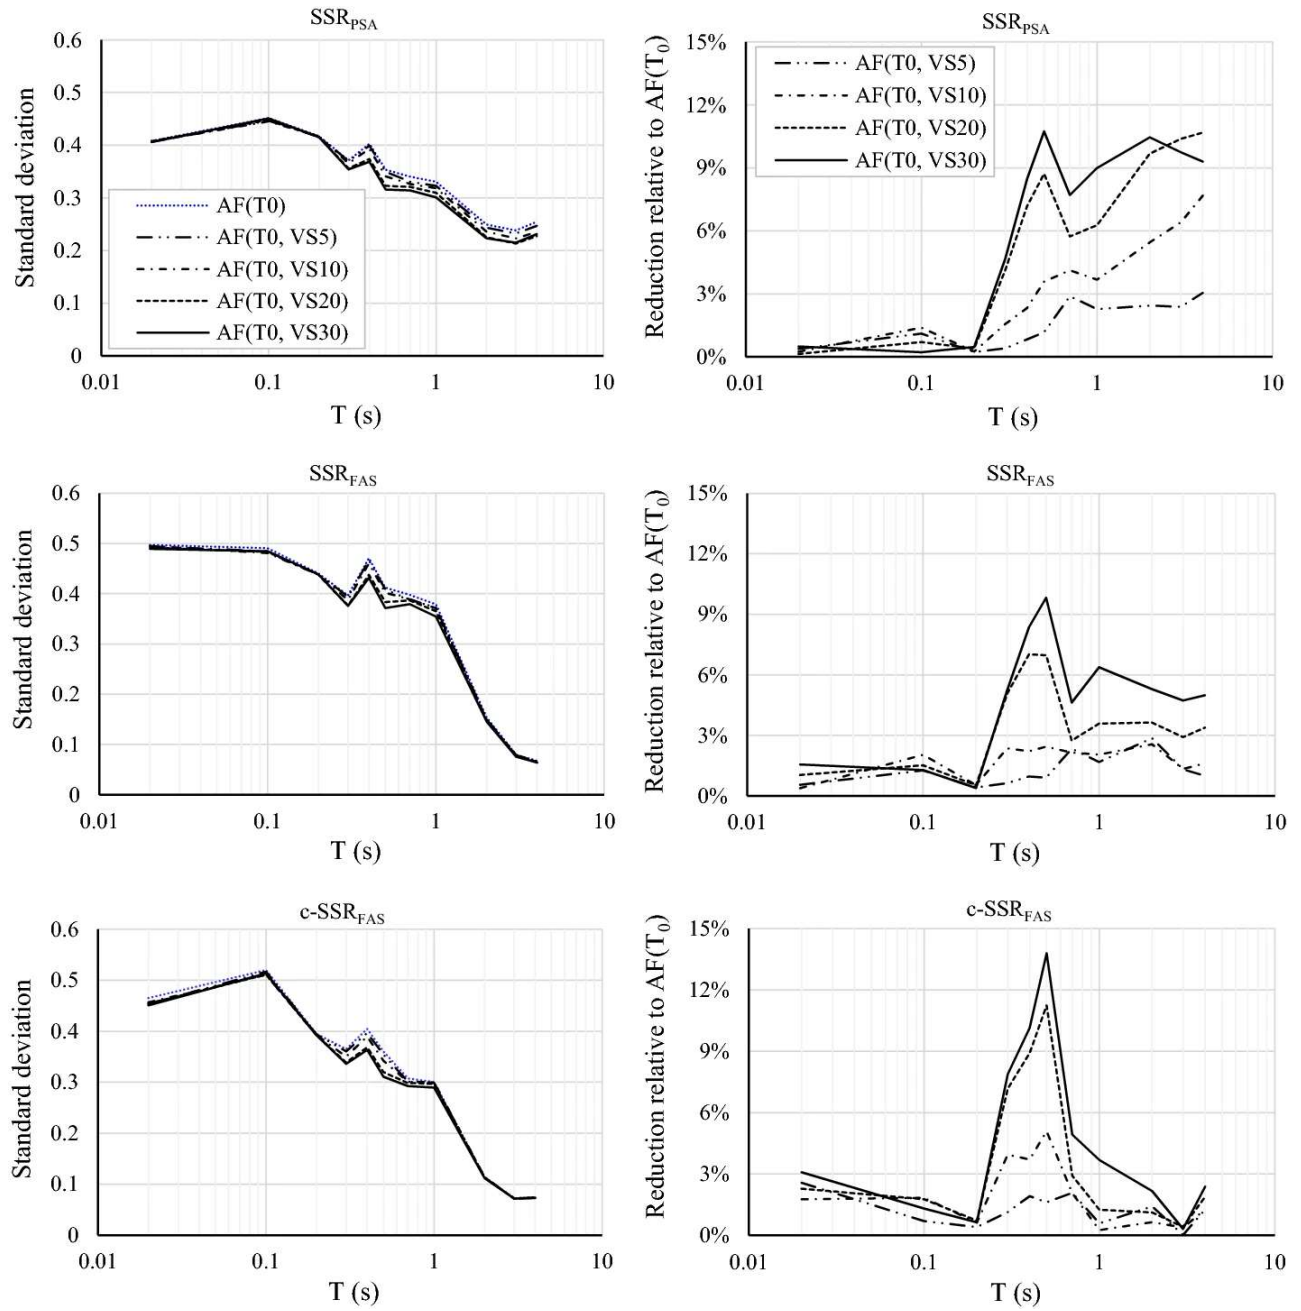 SSR_PSA
Standard deviation
0.6
0.5
0.4
0.3
0.2
0.1
0
AF(T0)
AF(T0, VS5)
AF(T0, VS10)
AF(T0, VS20)
AF(T0, VS30)
0.01
0.1
1
10
T (s)
SSR_PSA
Reduction relative to AF(T_0)
15%
12%
9%
6%
3%
0%
AF(T0, VS5)
AF(T0, VS10)
AF(T0, VS20)
AF(T0, VS30)
0.01
0.1
1
10
T (s)
SSR_FAS
Standard deviation
0.6
0.5
0.4
0.3
0.2
0.1
0
0.01
0.1
1
10
T (s)
SSR_FAS
Reduction relative to AF(T_0)
15%
12%
9%
6%
3%
0%
0.01
0.1
1
10
T (s)
c-SSR_FAS
Standard deviation
0.6
0.5
0.4
0.3
0.2
0.1
0
0.01
0.1
1
10
T (s)
c-SSR_FAS
Reduction relative to AF(T_0)
15%
12%
9%
6%
3%
0%
0.01
0.1
1
10
T (s)